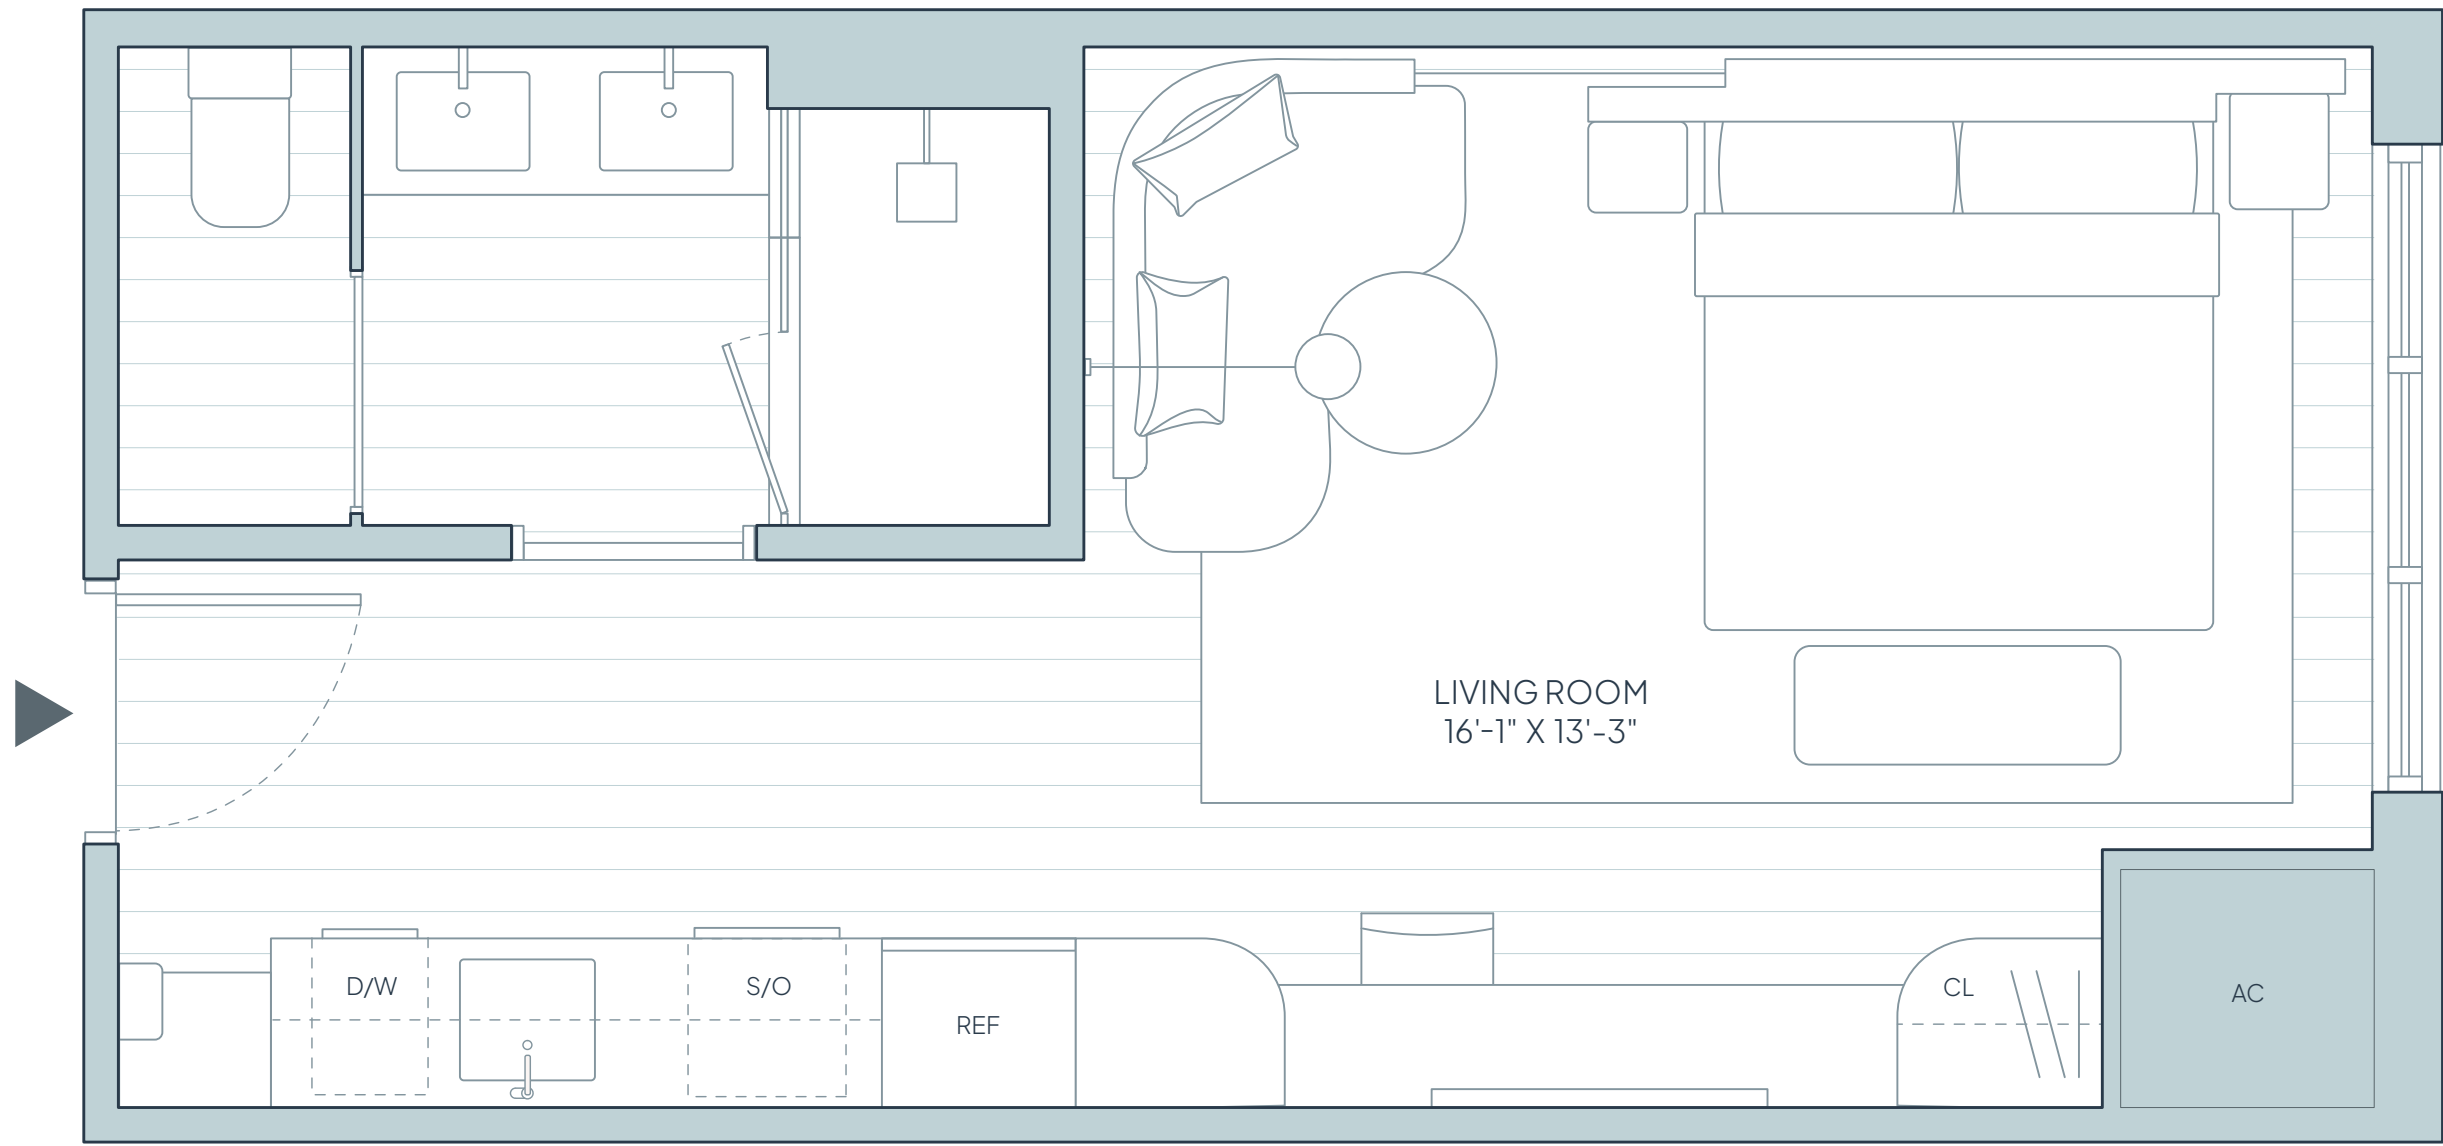 LIVING ROOM
16'-1" X 13'-3"
D/W
S/O
REF
CL
AC